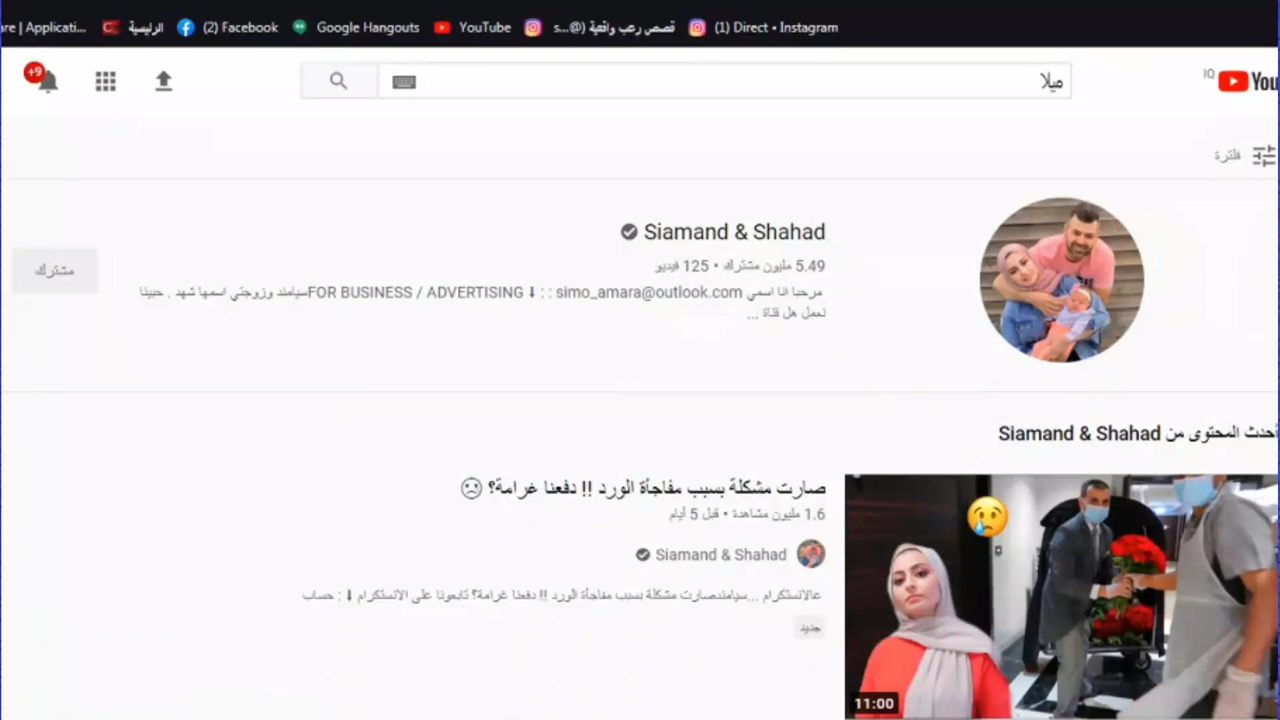 are | Applicati...
الرئيسية
(2) Facebook
Google Hangouts
YouTube
قصص رعب واقعية (@...s
(1) Direct • Instagram
+9
ميلا
IQ
You
فلترة
Siamand & Shahad
5.49 مليون مشترك • 125 فيديو
مشترك
مرحبا انا اسمي FOR BUSINESS / ADVERTISING ⬇ : : simo_amara@outlook.comسيامند وزوجتي اسمها شهد . حبينا
نعمل هل قناة ...
أحدث المحتوى من Siamand & Shahad
صارت مشكلة بسبب مفاجأة الورد !! دفعنا غرامة؟ 😢
1.6 مليون مشاهدة • قبل 5 أيام
Siamand & Shahad
عالانستكرام ...سيامندصارت مشكلة بسبب مفاجأة الورد !! دفعنا غرامة؟ تابعونا على الانستكرام ⬇ : حساب
جديد
11:00